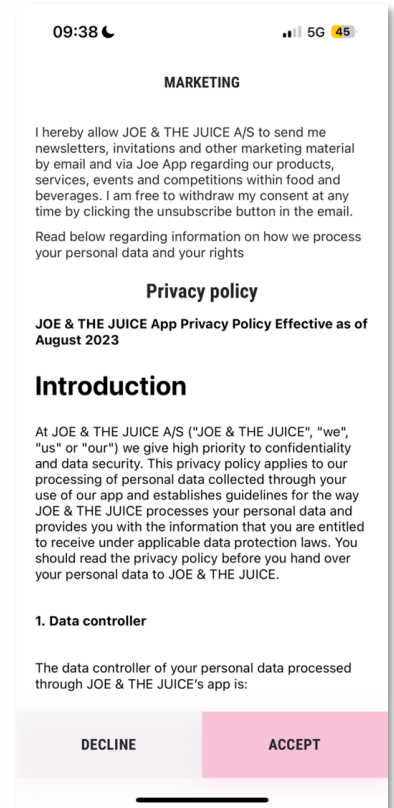 09:38
5G 45
MARKETING
I hereby allow JOE & THE JUICE A/S to send me
newsletters, invitations and other marketing material
by email and via Joe App regarding our products,
services, events and competitions within food and
beverages. I am free to withdraw my consent at any
time by clicking the unsubscribe button in the email.
Read below regarding information on how we process
your personal data and your rights
Privacy policy
JOE & THE JUICE App Privacy Policy Effective as of
August 2023
Introduction
At JOE & THE JUICE A/S ("JOE & THE JUICE", "we",
"us" or "our") we give high priority to confidentiality
and data security. This privacy policy applies to our
processing of personal data collected through your
use of our app and establishes guidelines for the way
JOE & THE JUICE processes your personal data and
provides you with the information that you are entitled
to receive under applicable data protection laws. You
should read the privacy policy before you hand over
your personal data to JOE & THE JUICE.
1. Data controller
The data controller of your personal data processed
through JOE & THE JUICE’s app is:
DECLINE
ACCEPT